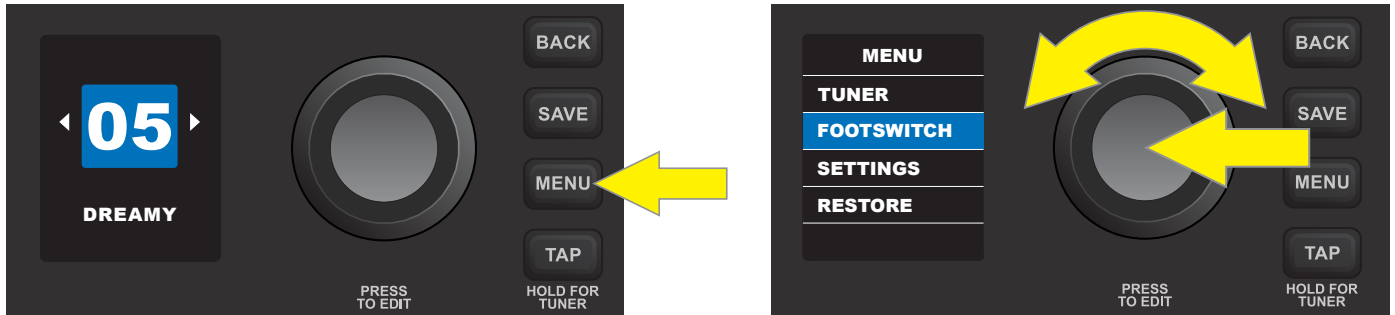 05
DREAMY
PRESS
TO EDIT
BACK
SAVE
MENU
TAP
HOLD FOR
TUNER
MENU
TUNER
FOOTSWITCH
SETTINGS
RESTORE
PRESS
TO EDIT
BACK
SAVE
MENU
TAP
HOLD FOR
TUNER